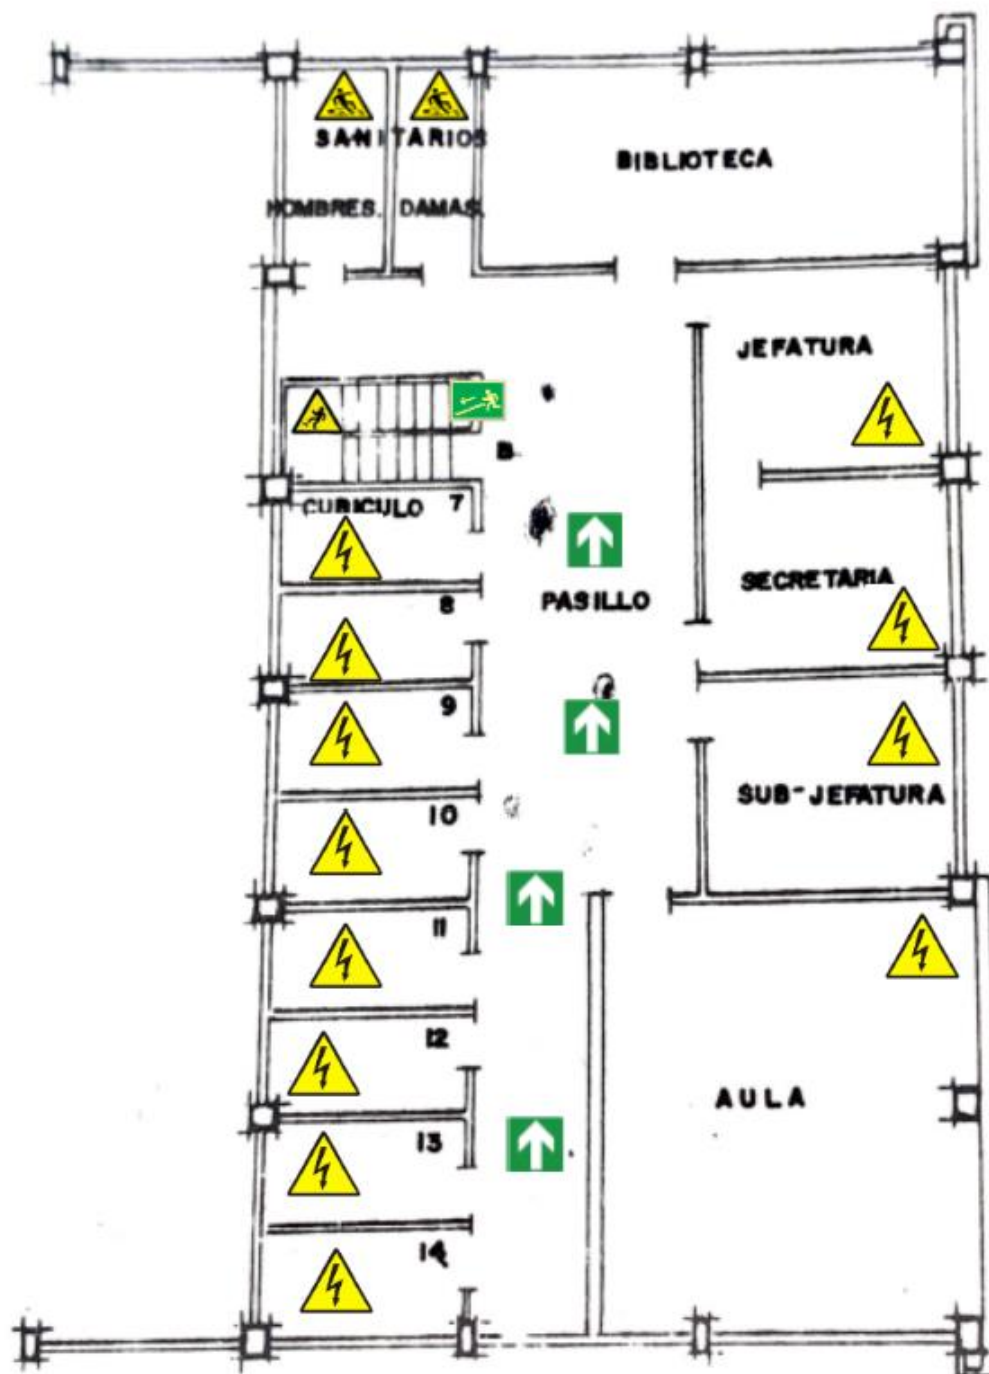 SANITARIOS
HOMBRES. DAMAS.
BIBLIOTECA
JEFATURA
B
CUBICULO 7
SECRETARIA
8
PASILLO
9
SUB-JEFATURA
10
11
12
AULA
13
14